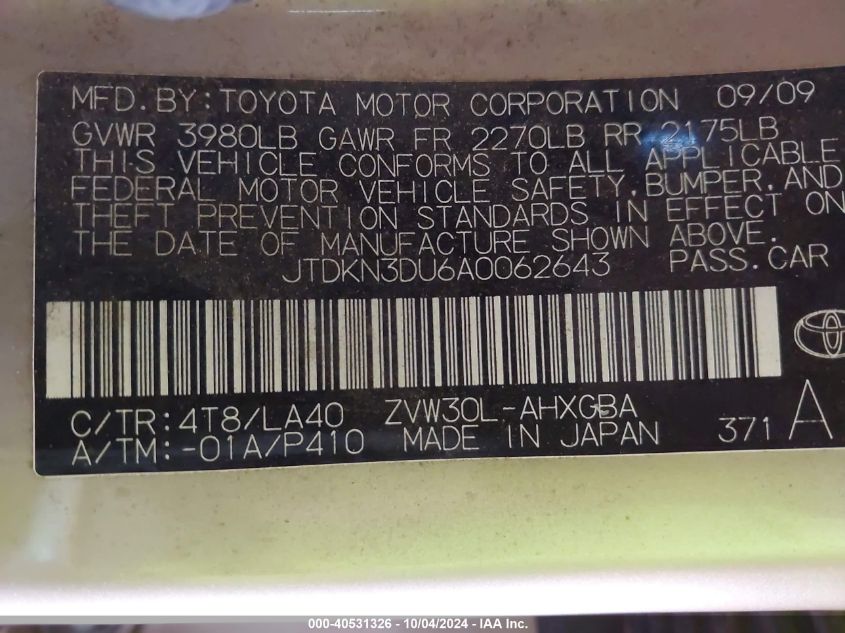 MFD. BY: TOYOTA MOTOR CORPORATION 09/09
GVWR 3980LB GAWR FR 2270LB RR 2175LB
THIS VEHICLE CONFORMS TO ALL APPLICABLE
FEDERAL MOTOR VEHICLE SAFETY, BUMPER, AND
THEFT PREVENTION STANDARDS IN EFFECT ON
THE DATE OF MANUFACTURE SHOWN ABOVE.
JTDKN3DU6A0062643 PASS. CAR
C/TR: 4T8/LA40 ZVW30L-AHXGBA
A/TM: -01A/P410 MADE IN JAPAN 371 A
000-40531326 - 10/04/2024 - IAA Inc.